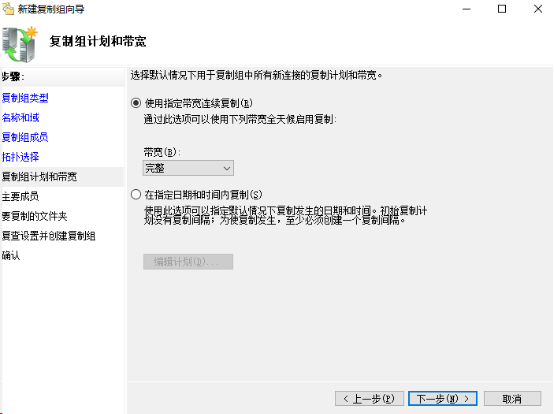 新建复制组向导
复制组计划和带宽
步骤:
复制组类型
名称和域
复制组成员
拓扑选择
复制组计划和带宽
主要成员
要复制的文件夹
复查设置并创建复制组
确认
选择默认情况下用于复制组中所有新连接的复制计划和带宽。
使用指定带宽连续复制(R)
通过此选项可以使用下列带宽全天候启用复制:
带宽(B):
完整
在指定日期和时间内复制(S)
使用此选项可以指定默认情况下复制发生的日期和时间。初始复制计
划没有复制间隔；为使复制发生，至少必须创建一个复制间隔。
编辑计划(D)...
< 上一步(P)
下一步(N) >
取消